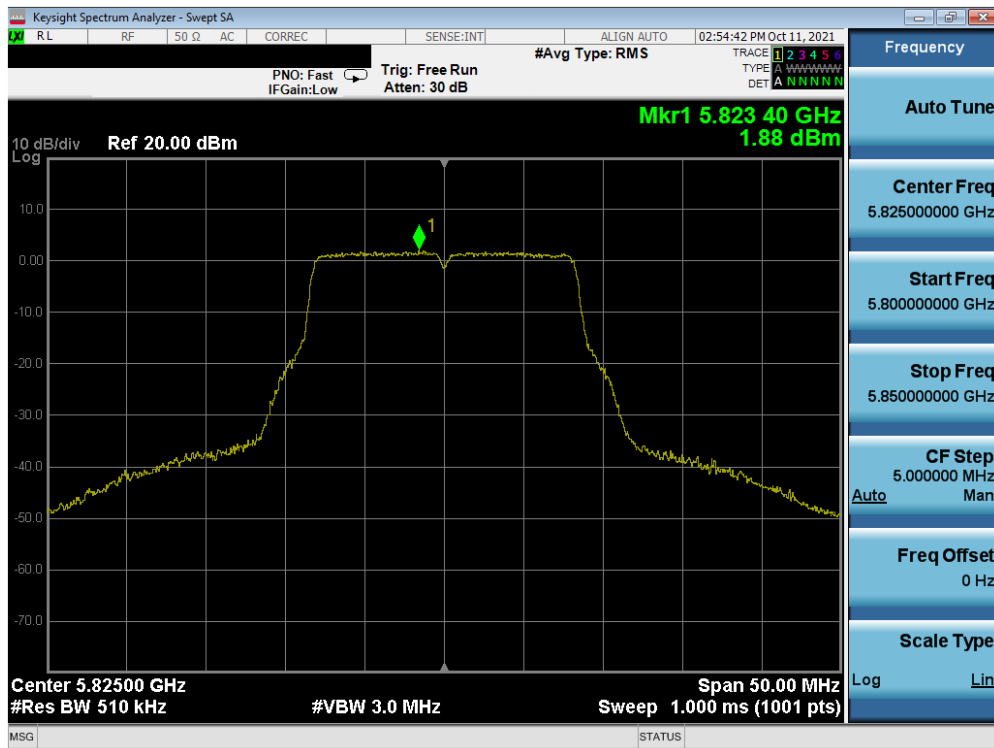 Keysight Spectrum Analyzer - Swept SA
LXI RL RF 50 Ω AC CORREC SENSE:INT ALIGN AUTO 02:54:42 PM Oct 11, 2021
Frequency
#Avg Type: RMS
TRACE 1 2 3 4 5 6
PNO: Fast Trig: Free Run
TYPE A WWWWW
IFGain:Low Atten: 30 dB
DET A N N N N N
Auto Tune
Mkr1 5.823 40 GHz
1.88 dBm
10 dB/div Ref 20.00 dBm
Log
1
10.0
0.00
-10.0
-20.0
-30.0
-40.0
-50.0
-60.0
-70.0
Center 5.82500 GHz Span 50.00 MHz
#Res BW 510 kHz #VBW 3.0 MHz Sweep 1.000 ms (1001 pts)
Center Freq
5.825000000 GHz
Start Freq
5.800000000 GHz
Stop Freq
5.850000000 GHz
CF Step
5.000000 MHz
Auto Man
Freq Offset
0 Hz
Scale Type
Log Lin
MSG STATUS